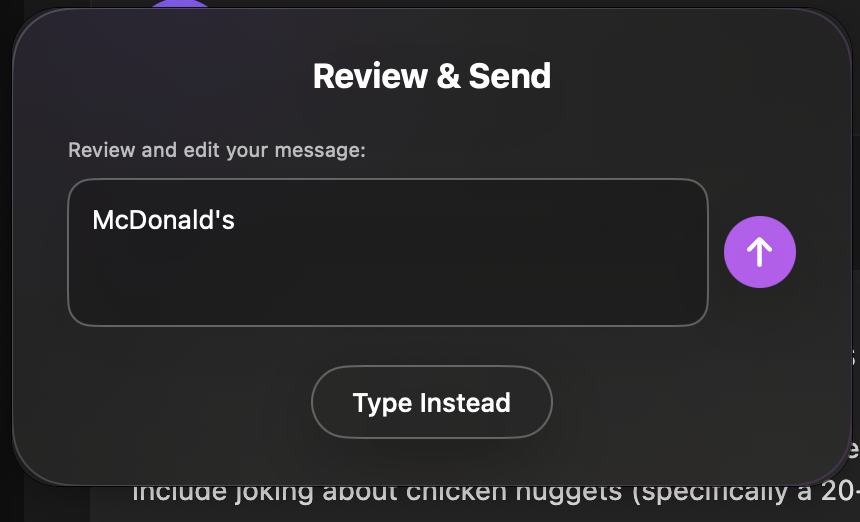 Review & Send
Review and edit your message:
McDonald's
Type Instead
include joking about chicken nuggets (specifically a 20-